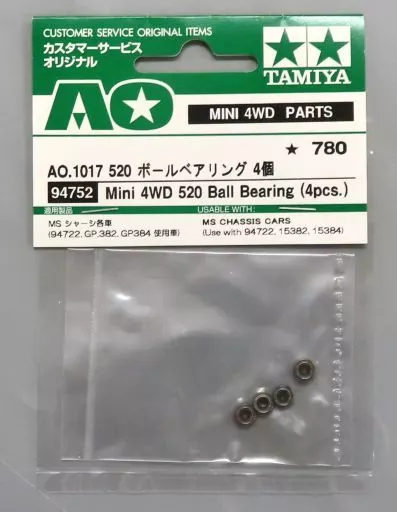 CUSTOMER SERVICE ORIGINAL ITEMS
カスタマーサービス
オリジナル
TAMIYA
AO
MINI 4WD PARTS
★ 780
AO.1017 520 ボールベアリング 4個
94752 Mini 4WD 520 Ball Bearing (4pcs.)
適用製品 USABLE WITH:
MS シャーシ各車 MS CHASSIS CARS
(94722, GP.382, GP384 使用車) (Use with 94722, 15382, 15384)